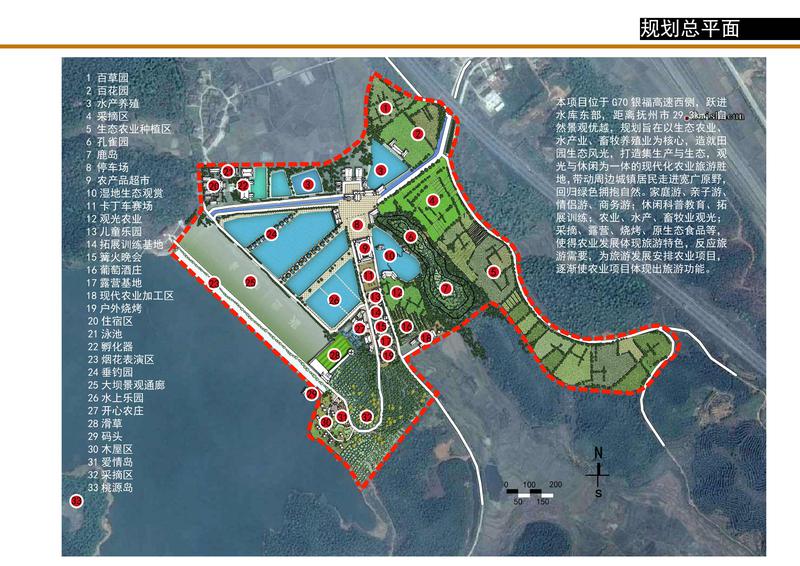 规划总平面
1 百草园
2 百花园
3 水产养殖
4 采摘区
5 生态农业种植区
6 孔雀园
7 鹿岛
8 停车场
9 农产品超市
10 湿地生态观赏
11 卡丁车赛场
12 观光农业
13 儿童乐园
14 拓展训练基地
15 篝火晚会
16 葡萄酒庄
17 露营基地
18 现代农业加工区
19 户外烧烤
20 住宿区
21 泳池
22 孵化器
23 烟花表演区
24 垂钓园
25 大坝景观通廊
26 水上乐园
27 开心农庄
28 滑草
29 码头
30 木屋区
31 爱情岛
32 采摘区
33 桃源岛
本项目位于G70 银福高速西侧，跃进
水库东部，距离抚州市 29.3km，自
然景观优越，规划旨在以生态农业、
水产业、畜牧养殖业为核心，造就田
园生态风光，打造集生产与生态，观
光与休闲为一体的现代化农业旅游胜
地，带动周边城镇居民走进宽广原野，
回归绿色拥抱自然。家庭游、亲子游、
情侣游、商务游；休闲科普教育、拓
展训练；农业、水产、畜牧业观光；
采摘、露营、烧烤、原生态食品等，
使得农业发展体现旅游特色，反应旅
游需要，为旅游发展安排农业项目，
逐渐使农业项目体现出旅游功能。
N
S
0 100 200
50 150